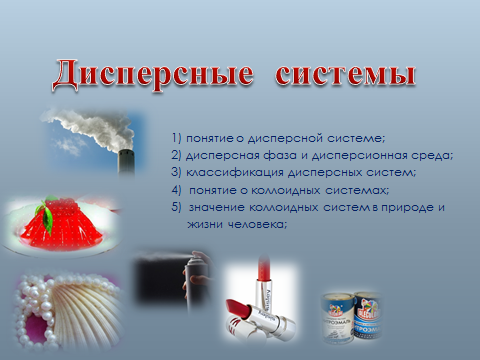 Дисперсные системы
1) понятие о дисперсной системе;
2) дисперсная фаза и дисперсионная среда;
3) классификация дисперсных систем;
4) понятие о коллоидных системах;
5) значение коллоидных систем в природе и
жизни человека;